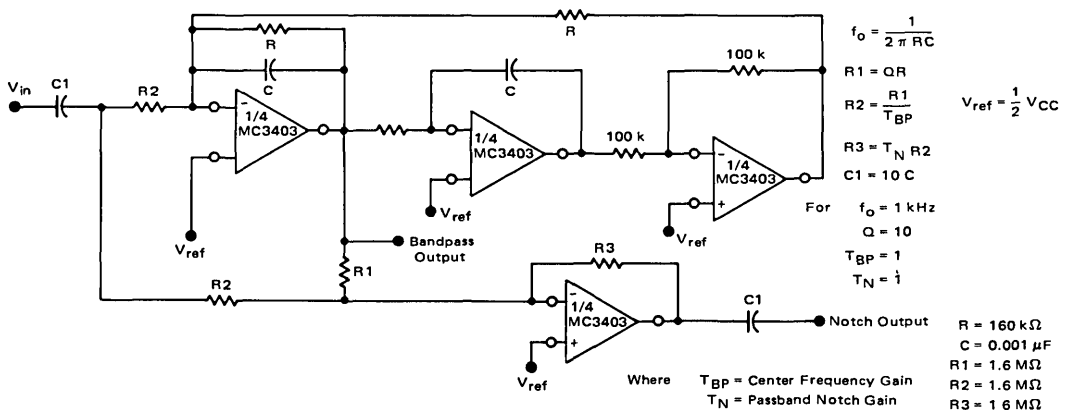 R
R
C
C1
V_in
R2
−
1/4
MC3403
V_ref
C
−
1/4
MC3403
V_ref
100 k
100 k
−
1/4
MC3403
+
V_ref
Bandpass
Output
R1
R2
R3
−
1/4
MC3403
+
V_ref
C1
Notch Output
f_o = 1 / 2 π RC
R1 = QR
R2 = R1 / T_BP
V_ref = 1/2 V_CC
R3 = T_N R2
C1 = 10 C
For f_o = 1 kHz
Q = 10
T_BP = 1
T_N = 1
R = 160 kΩ
C = 0.001 μF
R1 = 1.6 MΩ
R2 = 1.6 MΩ
R3 = 1 6 MΩ
Where T_BP = Center Frequency Gain
T_N = Passband Notch Gain